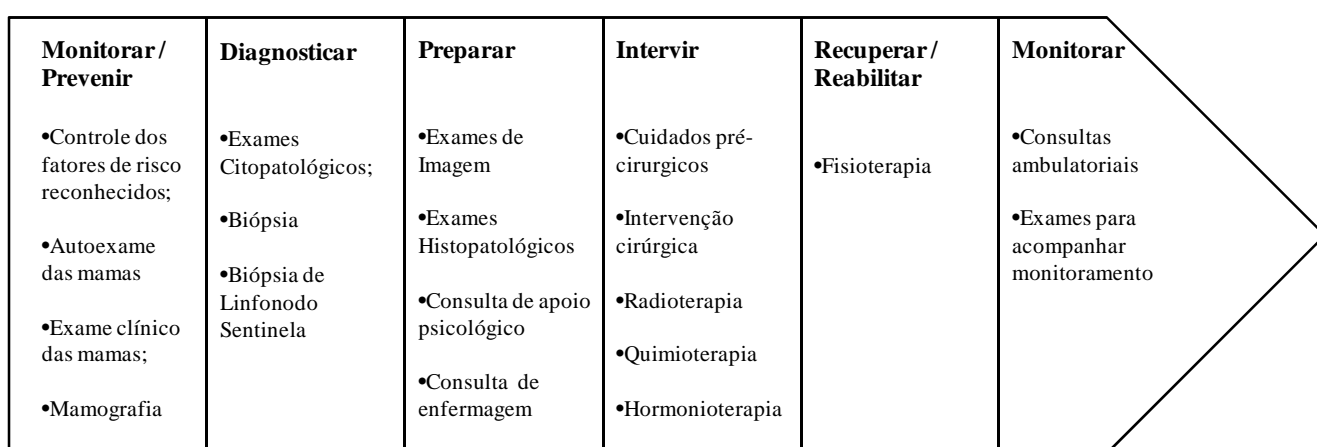 Monitorar /
Prevenir
•Controle dos
fatores de risco
reconhecidos;
•Autoexame
das mamas
•Exame clínico
das mamas;
•Mamografia
Diagnosticar
•Exames
Citopatológicos;
•Biópsia
•Biópsia de
Linfonodo
Sentinela
Preparar
•Exames de
Imagem
•Exames
Histopatológicos
•Consulta de apoio
psicológico
•Consulta de
enfermagem
Intervir
•Cuidados pré-
cirurgicos
•Intervenção
cirúrgica
•Radioterapia
•Quimioterapia
•Hormonioterapia
Recuperar /
Reabilitar
•Fisioterapia
Monitorar
•Consultas
ambulatoriais
•Exames para
acompanhar
monitoramento